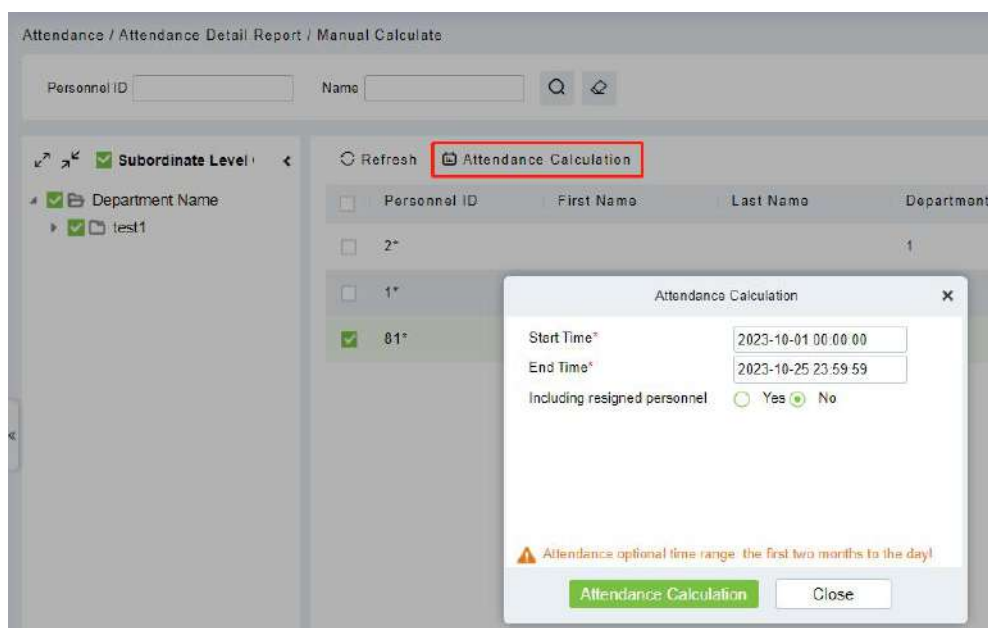 Attendance / Attendance Detail Report / Manual Calculate
Personnel ID
Name
Subordinate Level
Refresh
Attendance Calculation
Department Name
test1
Personnel ID First Name Last Name Department
2*
1
1*
81*
Attendance Calculation
Start Time*
2023-10-01 00:00:00
End Time*
2023-10-25 23:59:59
Including resigned personnel
Yes
No
Attendance optional time range: the first two months to the day!
Attendance Calculation
Close